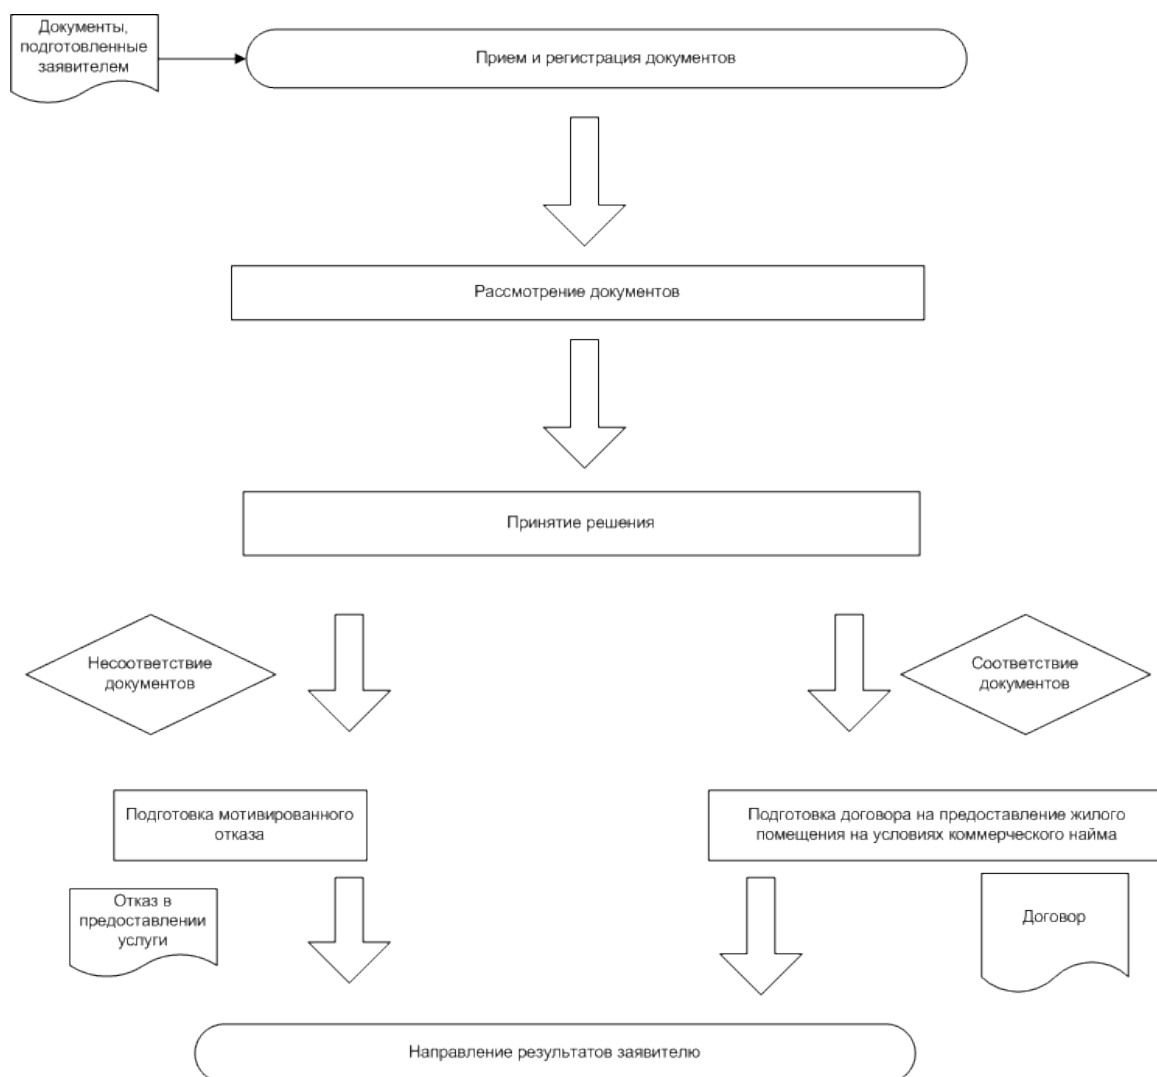 Документы,
подготовленные
заявителем
Прием и регистрация документов
Рассмотрение документов
Принятие решения
Несоответствие
документов
Соответствие
документов
Подготовка мотивированного
отказа
Подготовка договора на предоставление жилого
помещения на условиях коммерческого найма
Отказ в
предоставлении
услуги
Договор
Направление результатов заявителю